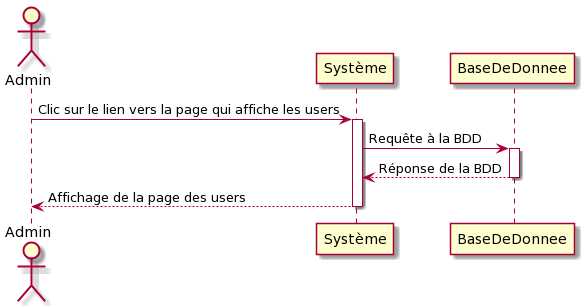 Admin
Système
BaseDeDonnee
Clic sur le lien vers la page qui affiche les users
Requête à la BDD
Réponse de la BDD
Affichage de la page des users
Admin
Système
BaseDeDonnee